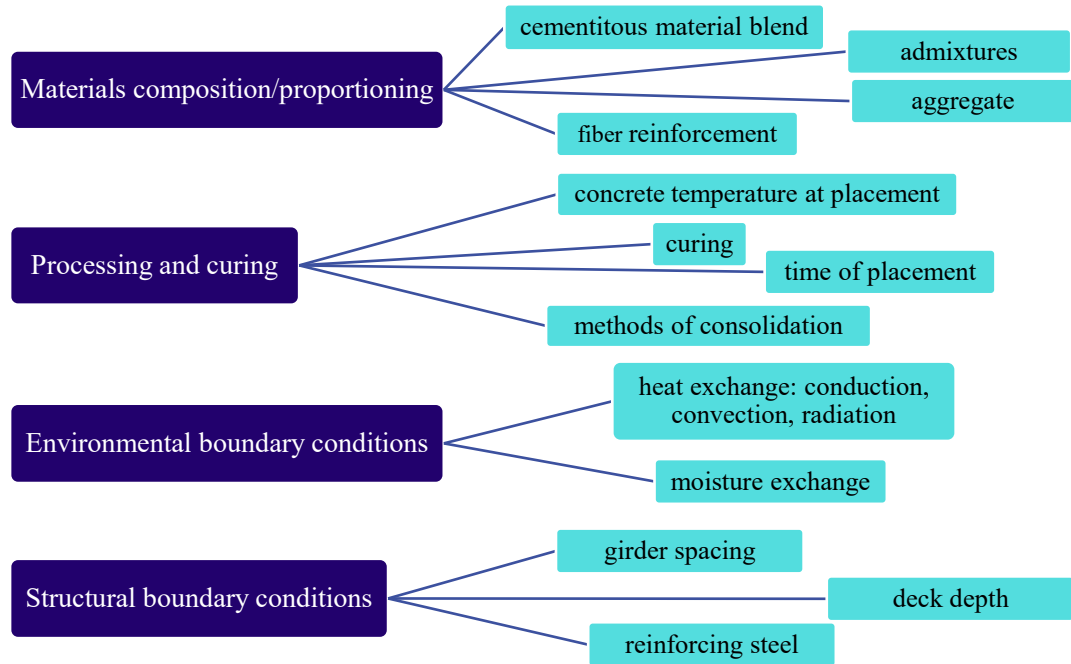 Materials composition/proportioning
cementitious material blend
admixtures
aggregate
fiber reinforcement
Processing and curing
concrete temperature at placement
curing
time of placement
methods of consolidation
Environmental boundary conditions
heat exchange: conduction,
convection, radiation
moisture exchange
Structural boundary conditions
girder spacing
deck depth
reinforcing steel